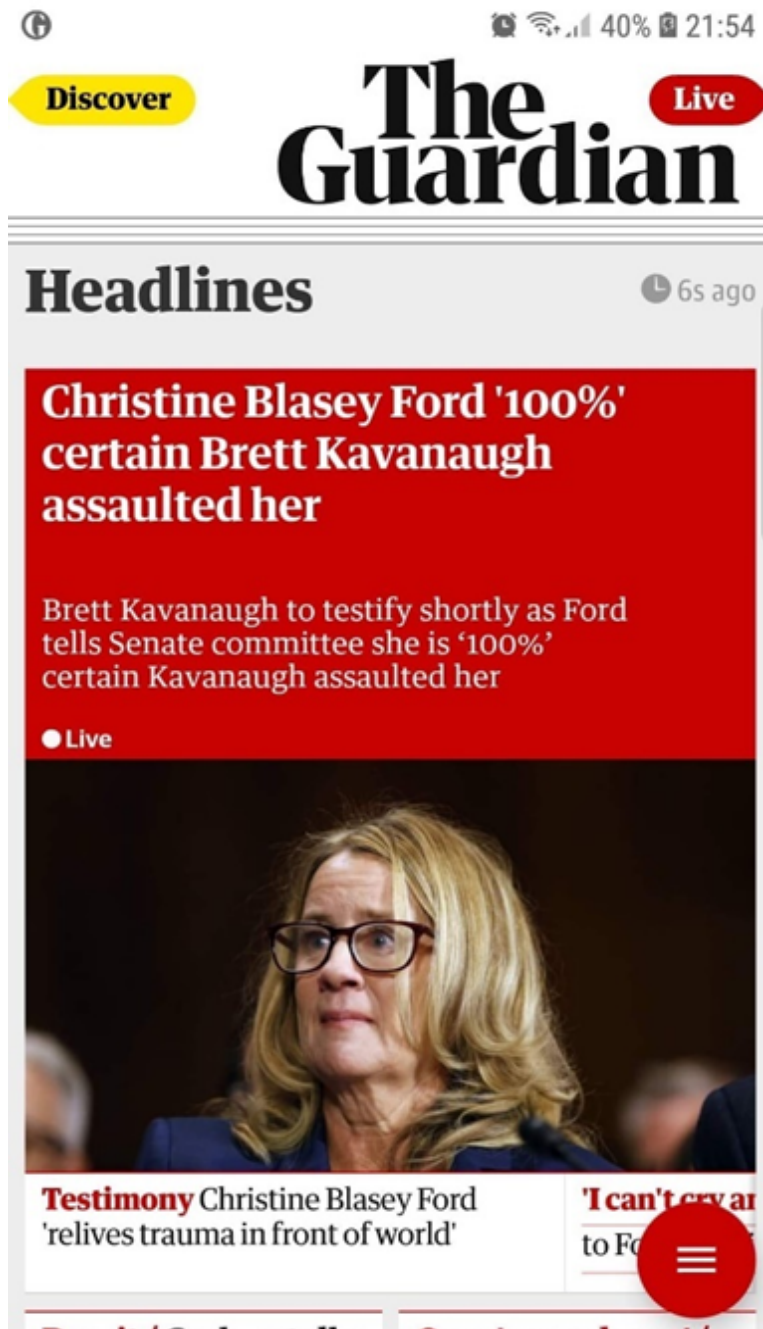 40% 21:54
Discover
The
Guardian
Live
Headlines
6s ago
Christine Blasey Ford '100%'
certain Brett Kavanaugh
assaulted her
Brett Kavanaugh to testify shortly as Ford
tells Senate committee she is ‘100%’
certain Kavanaugh assaulted her
Live
Testimony Christine Blasey Ford
'relives trauma in front of world'
'I can't cry
to